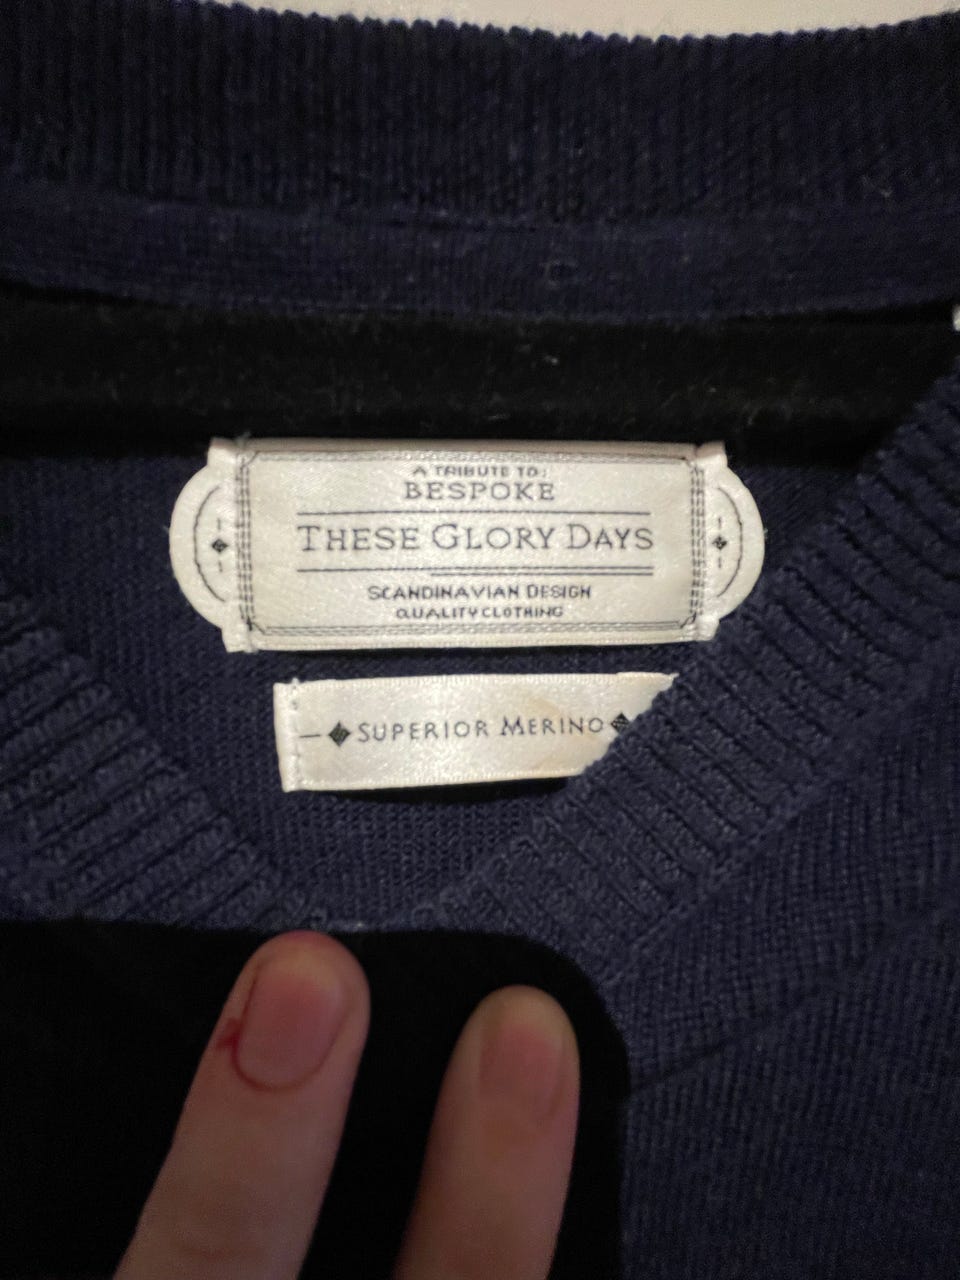 A TRIBUTE TO:
BESPOKE
THESE GLORY DAYS
SCANDINAVIAN DESIGN
QUALITY CLOTHING
SUPERIOR MERINO